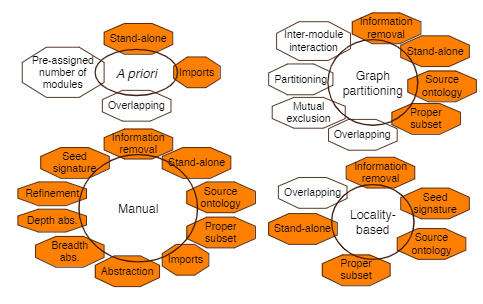 Stand-alone
Pre-assigned
number of
modules
A priori
Imports
Overlapping
Information
removal
Inter-module
interaction
Stand-alone
Partitioning
Graph
partitioning
Source
ontology
Mutual
exclusion
Proper
subset
Overlapping
Information
removal
Seed
signature
Stand-alone
Refinement
Source
ontology
Manual
Depth abs.
Proper
subset
Breadth
abs.
Imports
Abstraction
Information
removal
Overlapping
Seed
signature
Locality-
based
Stand-alone
Source
ontology
Proper
subset